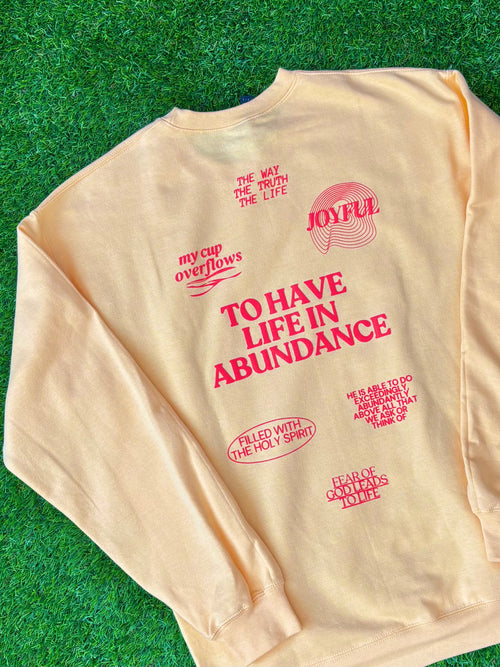 THE WAY
THE TRUTH
THE LIFE
JOYFUL
my cup
overflows
TO HAVE
LIFE IN
ABUNDANCE
HE IS ABLE TO DO
EXCEEDINGLY
ABUNDANTLY
ABOVE ALL THAT
WE ASK OR
THINK OF
FILLED WITH
THE HOLY SPIRIT
FEAR OF
GOD LEADS
TO LIFE